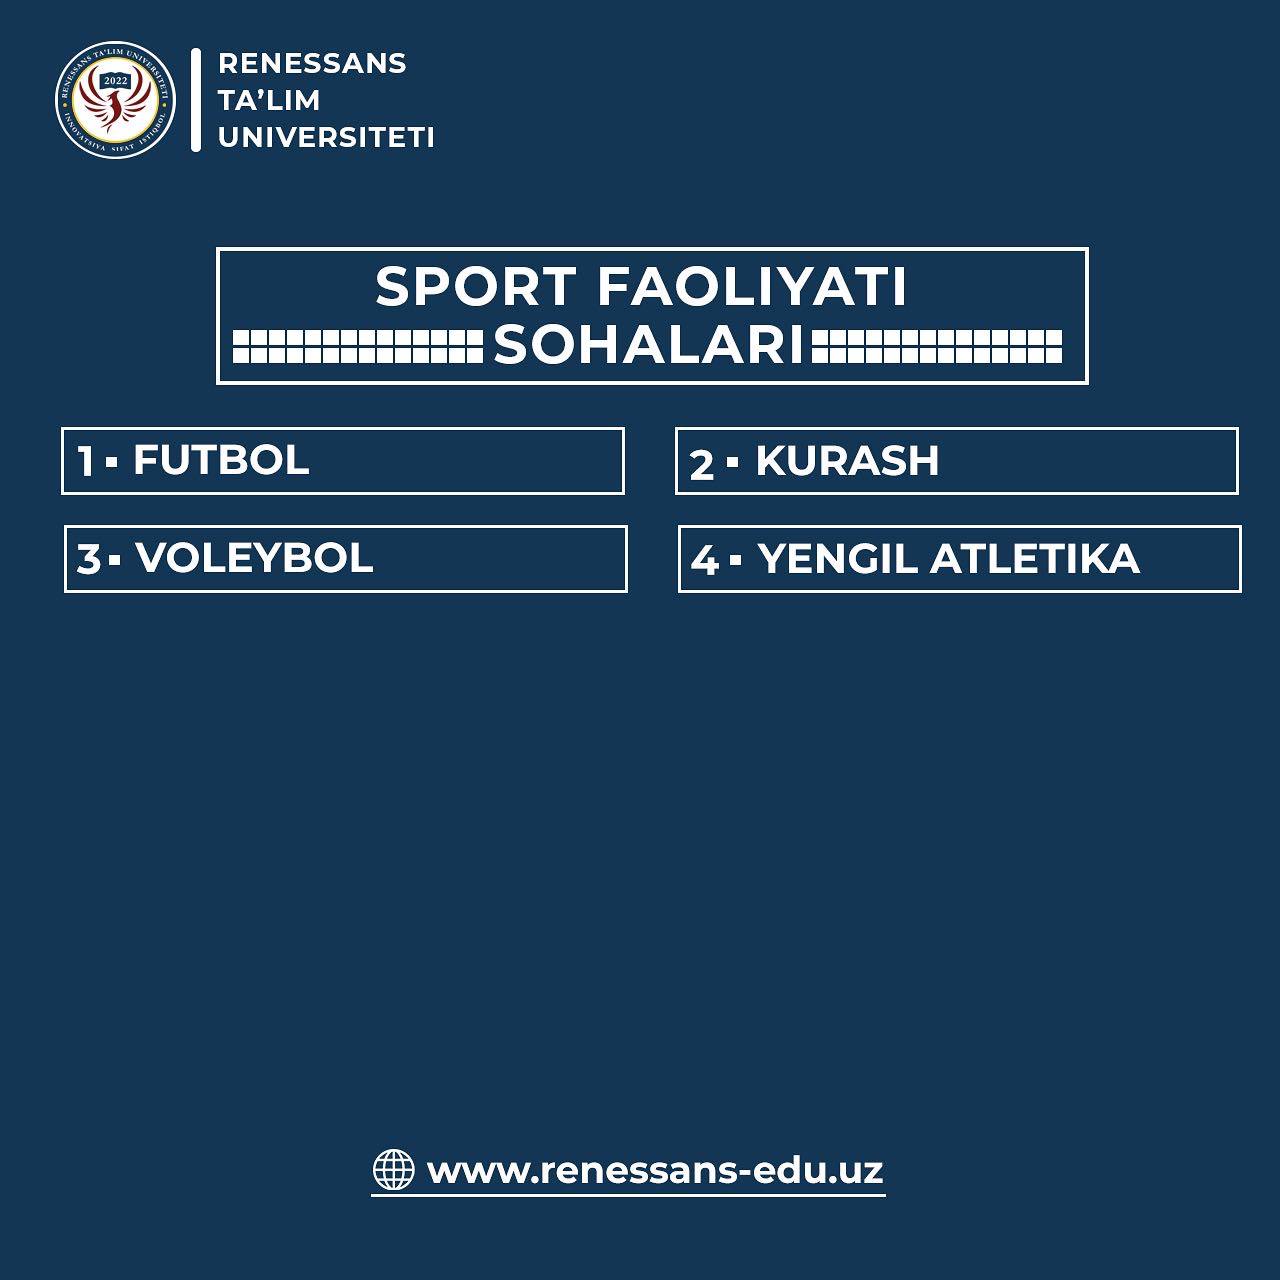 RENESSANS TA'LIM UNIVERSITETI
2022
INNOVATSIYA SIFAT ISTIQBOL
RENESSANS
TA’LIM
UNIVERSITETI
SPORT FAOLIYATI
SOHALARI
1 ▪ FUTBOL
2 ▪ KURASH
3 ▪ VOLEYBOL
4 ▪ YENGIL ATLETIKA
www.renessans-edu.uz